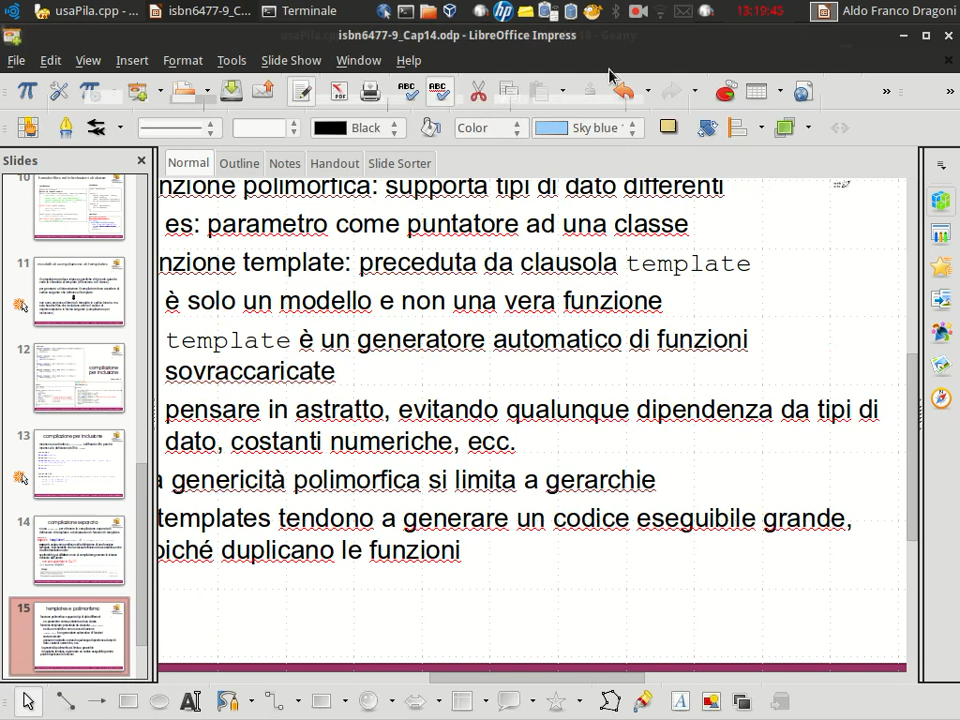 usaPila.cpp - ...
isbn6477-9_C...
Terminale
13:19:45
Aldo Franco Dragoni
isbn6477-9_Cap14.odp - LibreOffice Impress
File Edit View Insert Format Tools Slide Show Window Help
Black
Color
Sky blue
Slides
Normal Outline Notes Handout Slide Sorter
nzione polimorfica: supporta tipi di dato differenti
es: parametro come puntatore ad una classe
nzione template: preceduta da clausola template
è solo un modello e non una vera funzione
template è un generatore automatico di funzioni
sovraccaricate
pensare in astratto, evitando qualunque dipendenza da tipi di
dato, costanti numeriche, ecc.
a genericità polimorfica si limita a gerarchie
templates tendono a generare un codice eseguibile grande,
oiché duplicano le funzioni
10
11
12
compilazione
per inclusione
13
compilazione per inclusione
14
compilazione separata
15
templates e polimorfismo